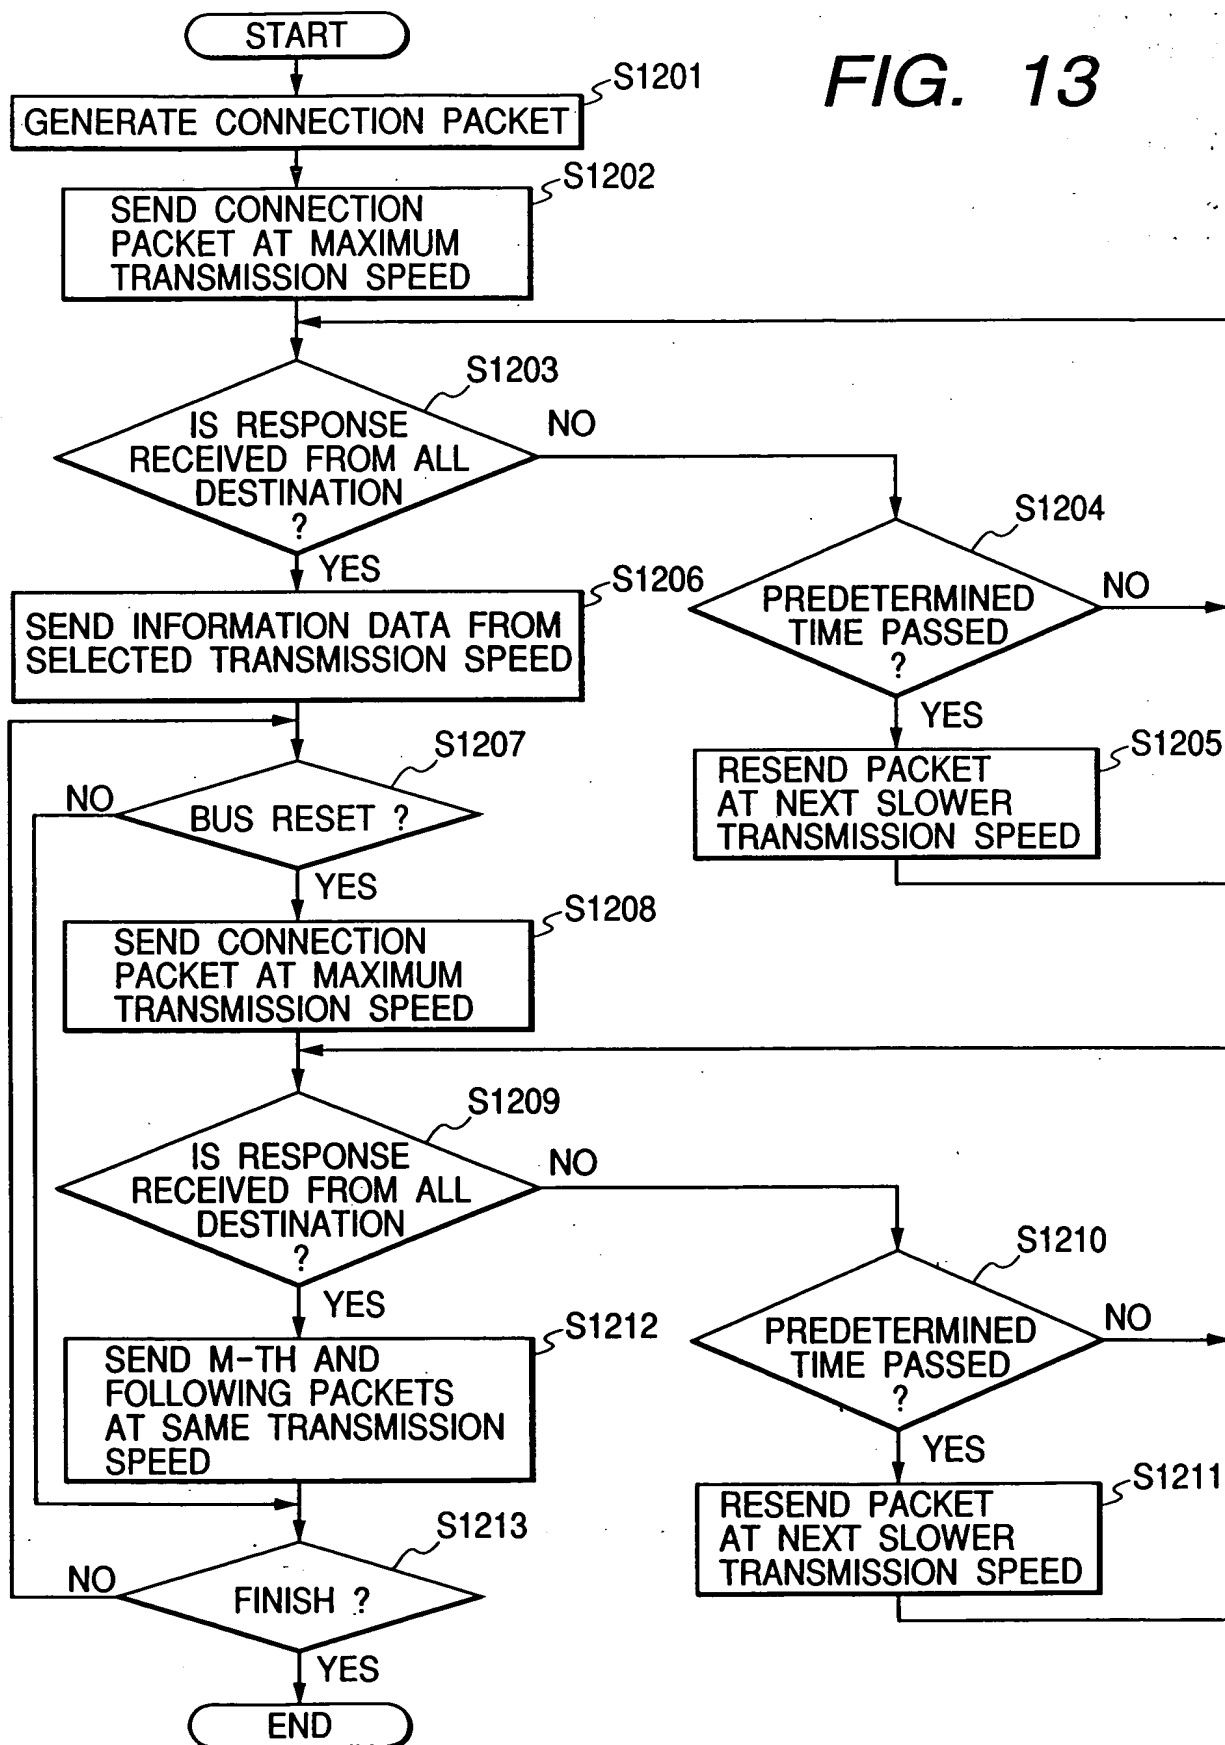 START
FIG. 13
S1201
GENERATE CONNECTION PACKET
S1202
SEND CONNECTION
PACKET AT MAXIMUM
TRANSMISSION SPEED
S1203
IS RESPONSE
RECEIVED FROM ALL
DESTINATION
?
NO
YES
S1204
PREDETERMINED
TIME PASSED
?
NO
YES
S1206
SEND INFORMATION DATA FROM
SELECTED TRANSMISSION SPEED
S1205
RESEND PACKET
AT NEXT SLOWER
TRANSMISSION SPEED
S1207
NO
BUS RESET ?
YES
S1208
SEND CONNECTION
PACKET AT MAXIMUM
TRANSMISSION SPEED
S1209
IS RESPONSE
RECEIVED FROM ALL
DESTINATION
?
NO
YES
S1210
PREDETERMINED
TIME PASSED
?
NO
YES
S1212
SEND M-TH AND
FOLLOWING PACKETS
AT SAME TRANSMISSION
SPEED
S1211
RESEND PACKET
AT NEXT SLOWER
TRANSMISSION SPEED
S1213
NO
FINISH ?
YES
END